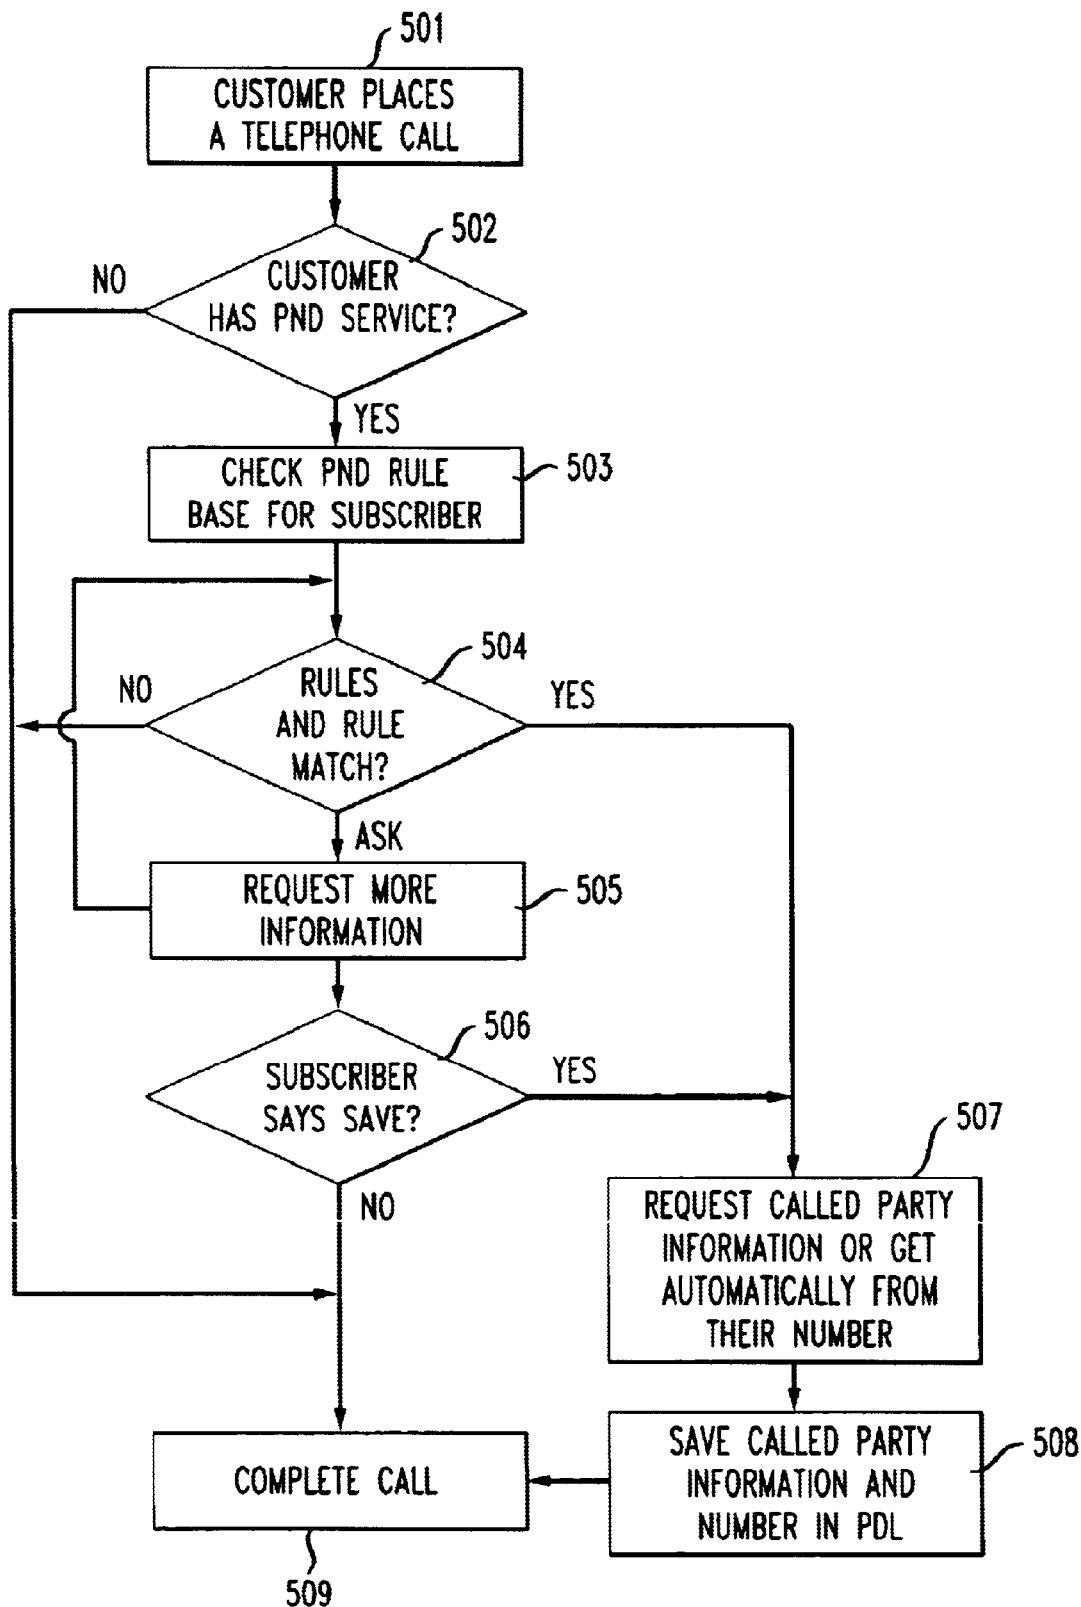 501
CUSTOMER PLACES
A TELEPHONE CALL
502
NO
CUSTOMER
HAS PND SERVICE?
YES
CHECK PND RULE
BASE FOR SUBSCRIBER
503
504
NO
RULES
AND RULE
MATCH?
YES
ASK
REQUEST MORE
INFORMATION
505
506
SUBSCRIBER
SAYS SAVE?
YES
NO
507
REQUEST CALLED PARTY
INFORMATION OR GET
AUTOMATICALLY FROM
THEIR NUMBER
SAVE CALLED PARTY
INFORMATION AND
NUMBER IN PDL
508
COMPLETE CALL
509